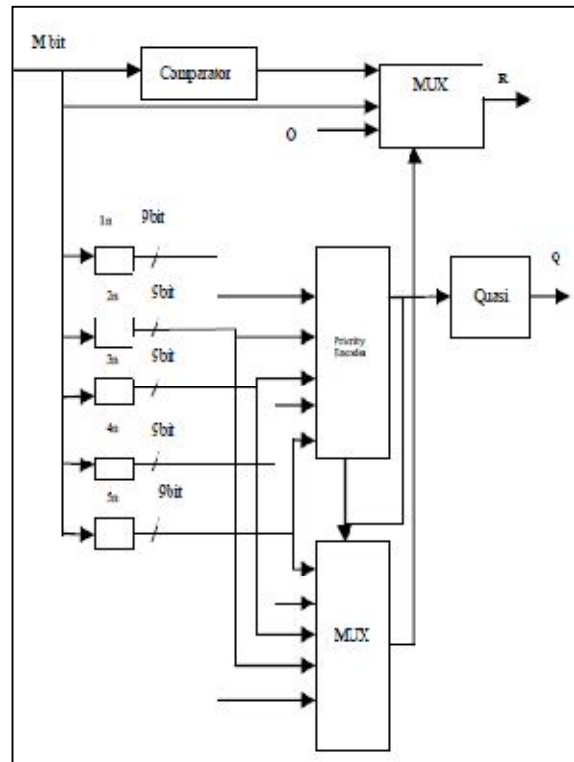 M bit
Comparator
MUX
R
O
1n
9bit
2n
9bit
3n
9bit
4n
9bit
5n
9bit
Priority
Encoder
Quasi
Q
MUX